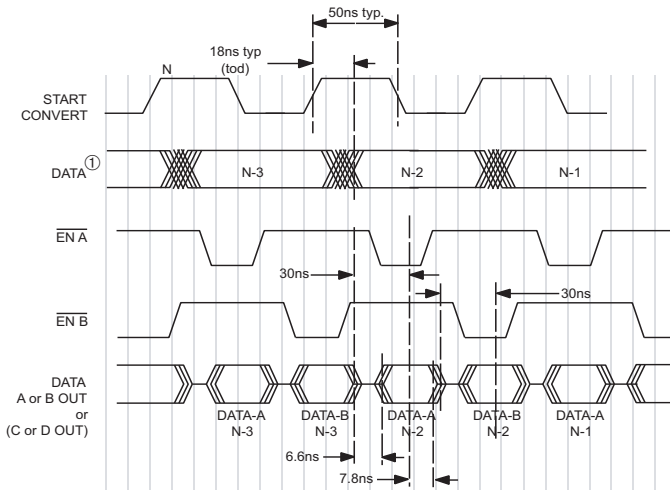 50ns typ.
18ns typ
(tod)
N
START
CONVERT
DATA①
N-3
N-2
N-1
EN A
30ns
30ns
EN B
DATA
A or B OUT
or
(C or D OUT)
DATA-A
N-3
DATA-B
N-3
DATA-A
N-2
DATA-B
N-2
DATA-A
N-1
6.6ns
7.8ns